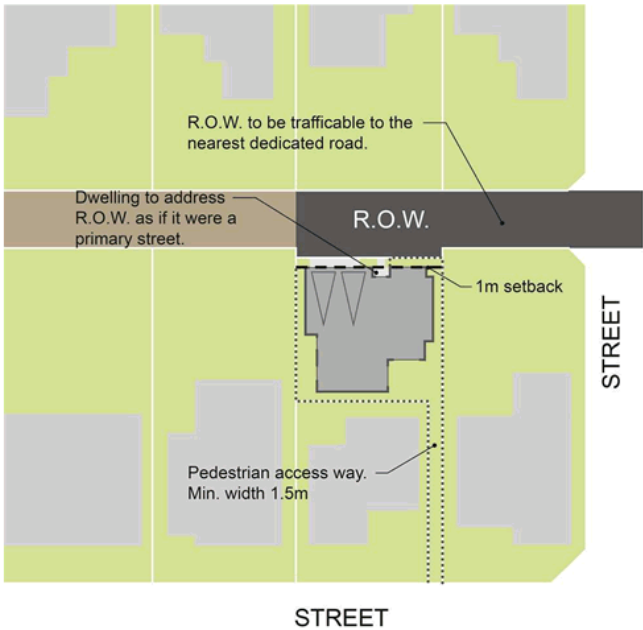 R.O.W. to be trafficable to the
nearest dedicated road.
Dwelling to address
R.O.W. as if it were a
primary street.
R.O.W.
1m setback
STREET
Pedestrian access way.
Min. width 1.5m
STREET